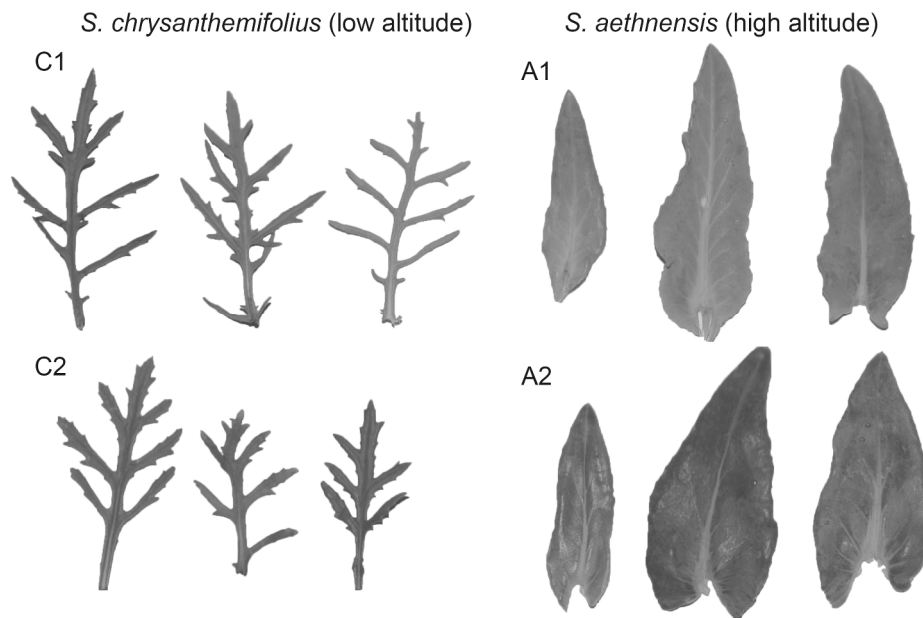 S. chrysanthemifolius (low altitude)
S. aethnensis (high altitude)
C1
A1
C2
A2